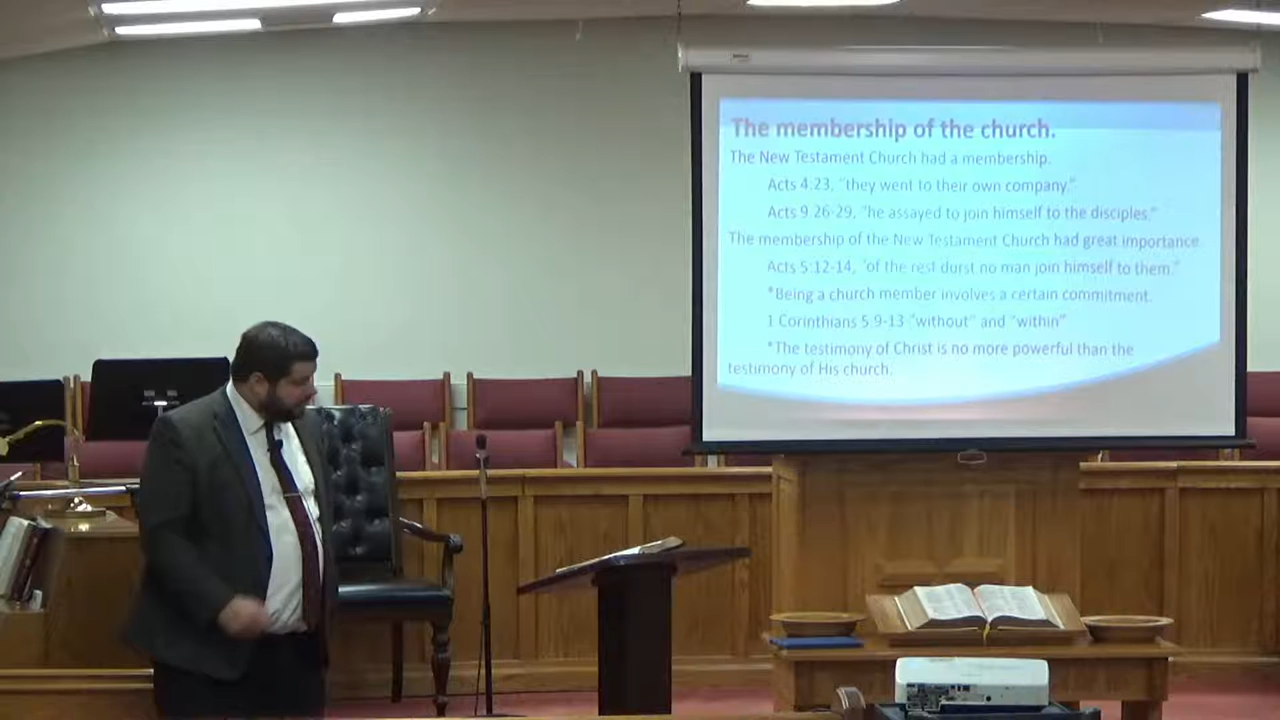 The membership of the church.
The New Testament Church had a membership.
Acts 4:23, "they went to their own company."
Acts 9:26-29, "he assayed to join himself to the disciples."
The membership of the New Testament Church had great importance.
Acts 5:12-14, "of the rest durst no man join himself to them."
*Being a church member involves a certain commitment.
1 Corinthians 5:9-13 "without" and "within"
*The testimony of Christ is no more powerful than the
testimony of His church.